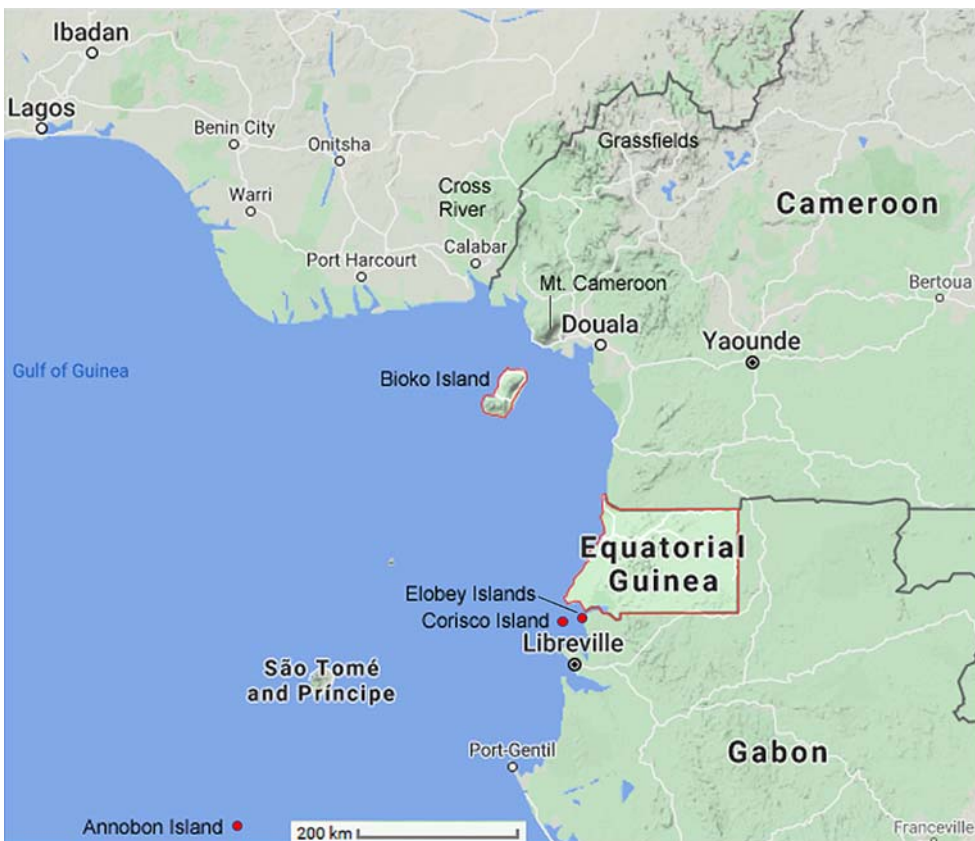 Ibadan
Lagos
Benin City
Onitsha
Grassfields
Warri
Cross
River
Cameroon
Calabar
Port Harcourt
Mt. Cameroon
Bertoua
Douala
Yaounde
Gulf of Guinea
Bioko Island
Equatorial
Guinea
Elobey Islands
Corisco Island
Libreville
São Tomé
and Príncipe
Port-Gentil
Gabon
Annobon Island
200 km
Franceville